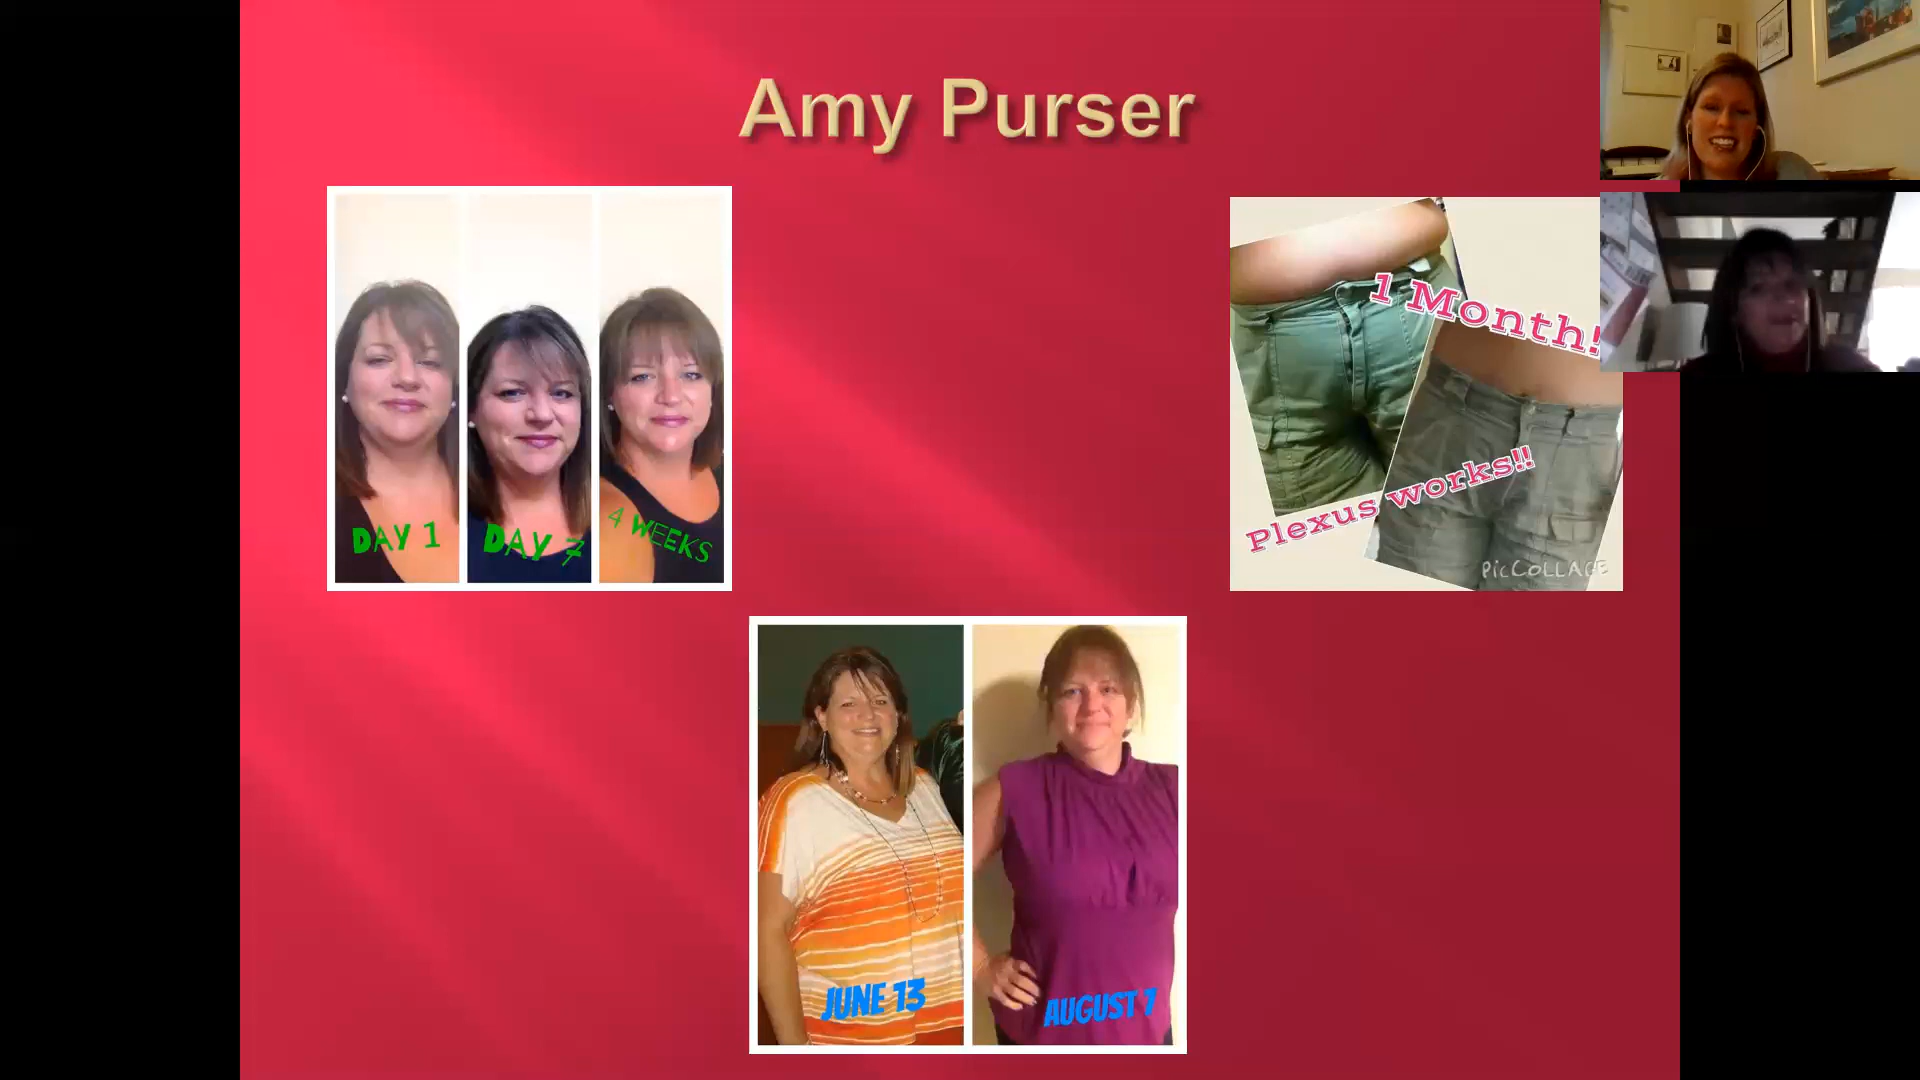 Amy Purser
DAY 1
DAY 7
4 WEEKS
1 Month!
Plexus works!!
PicCOLLAGE
JUNE 13
AUGUST 7